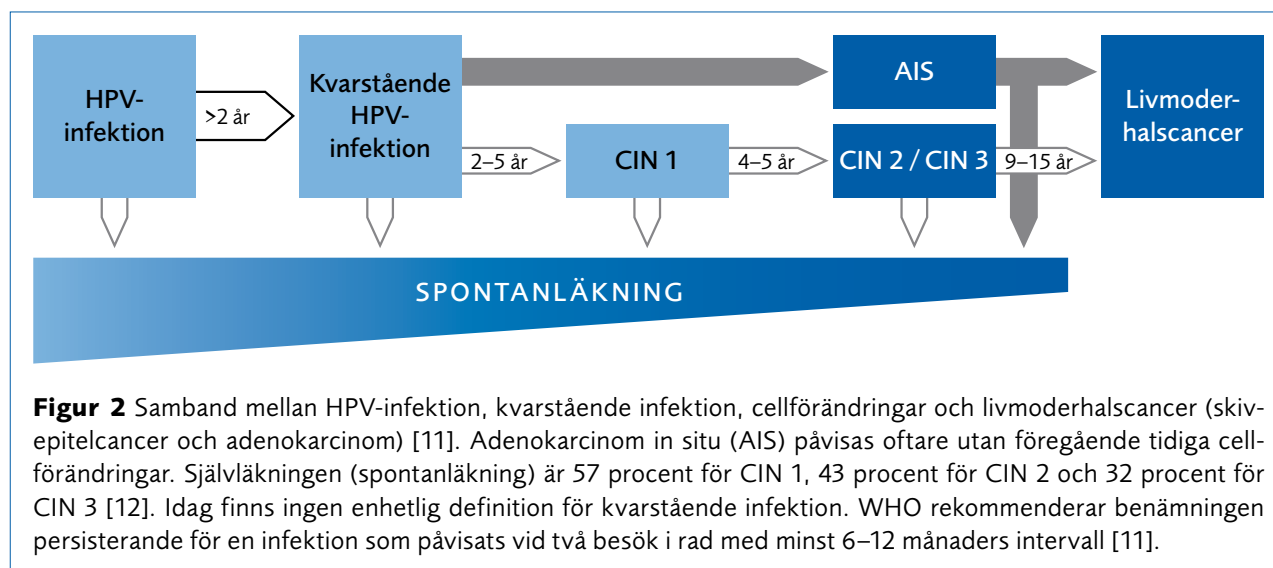 HPV-
infektion
>2 år
Kvarstående
HPV-
infektion
2–5 år
CIN 1
4–5 år
AIS
CIN 2 / CIN 3
9–15 år
Livmoder-
halscancer
SPONTANLÄKNING
Figur 2 Samband mellan HPV-infektion, kvarstående infektion, cellförändringar och livmoderhalscancer (skiv-
epitelcancer och adenokarcinom) [11]. Adenokarcinom in situ (AIS) påvisas oftare utan föregående tidiga cell-
förändringar. Självläkningen (spontanläkning) är 57 procent för CIN 1, 43 procent för CIN 2 och 32 procent för
CIN 3 [12]. Idag finns ingen enhetlig definition för kvarstående infektion. WHO rekommenderar benämningen
persisterande för en infektion som påvisats vid två besök i rad med minst 6–12 månaders intervall [11].